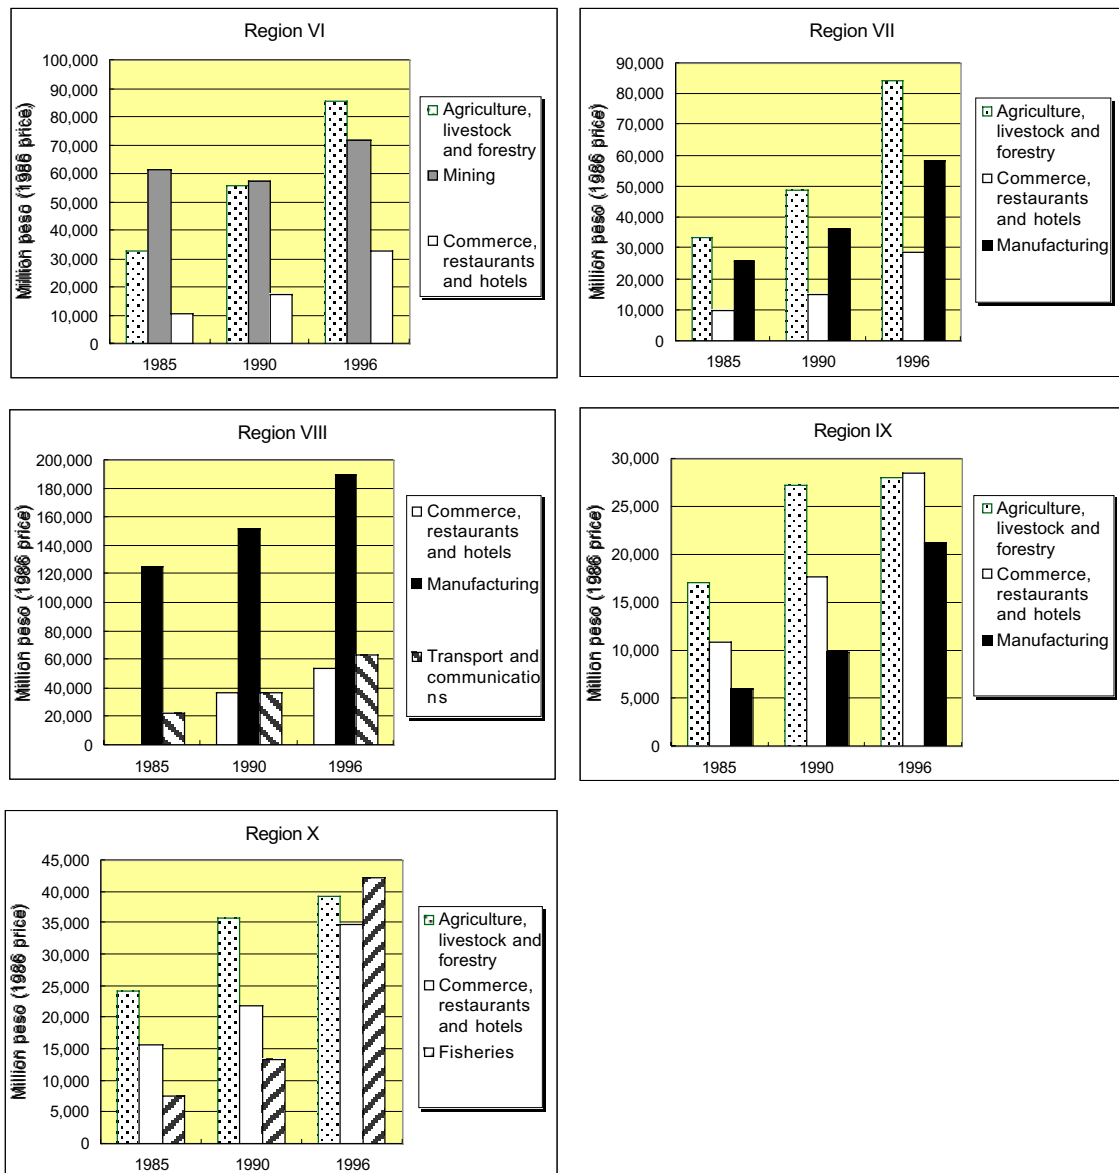 Region VI
Million peso (1986 price)
100,000
90,000
80,000
70,000
60,000
50,000
40,000
30,000
20,000
10,000
0
1985 1990 1996
Agriculture,
livestock
and forestry
Mining
Commerce,
restaurants
and hotels
Region VII
Million peso (1986 price)
90,000
80,000
70,000
60,000
50,000
40,000
30,000
20,000
10,000
0
1985 1990 1996
Agriculture,
livestock and
forestry
Commerce,
restaurants
and hotels
Manufacturing
Region VIII
Million peso (1986 price)
200,000
180,000
160,000
140,000
120,000
100,000
80,000
60,000
40,000
20,000
0
1985 1990 1996
Commerce,
restaurants
and hotels
Manufacturing
Transport and
communicatio
ns
Region IX
Million peso (1986 price)
30,000
25,000
20,000
15,000
10,000
5,000
0
1985 1990 1996
Agriculture,
livestock and
forestry
Commerce,
restaurants
and hotels
Manufacturing
Region X
Million peso (1986 price)
45,000
40,000
35,000
30,000
25,000
20,000
15,000
10,000
5,000
0
1985 1990 1996
Agriculture,
livestock and
forestry
Commerce,
restaurants
and hotels
Fisheries